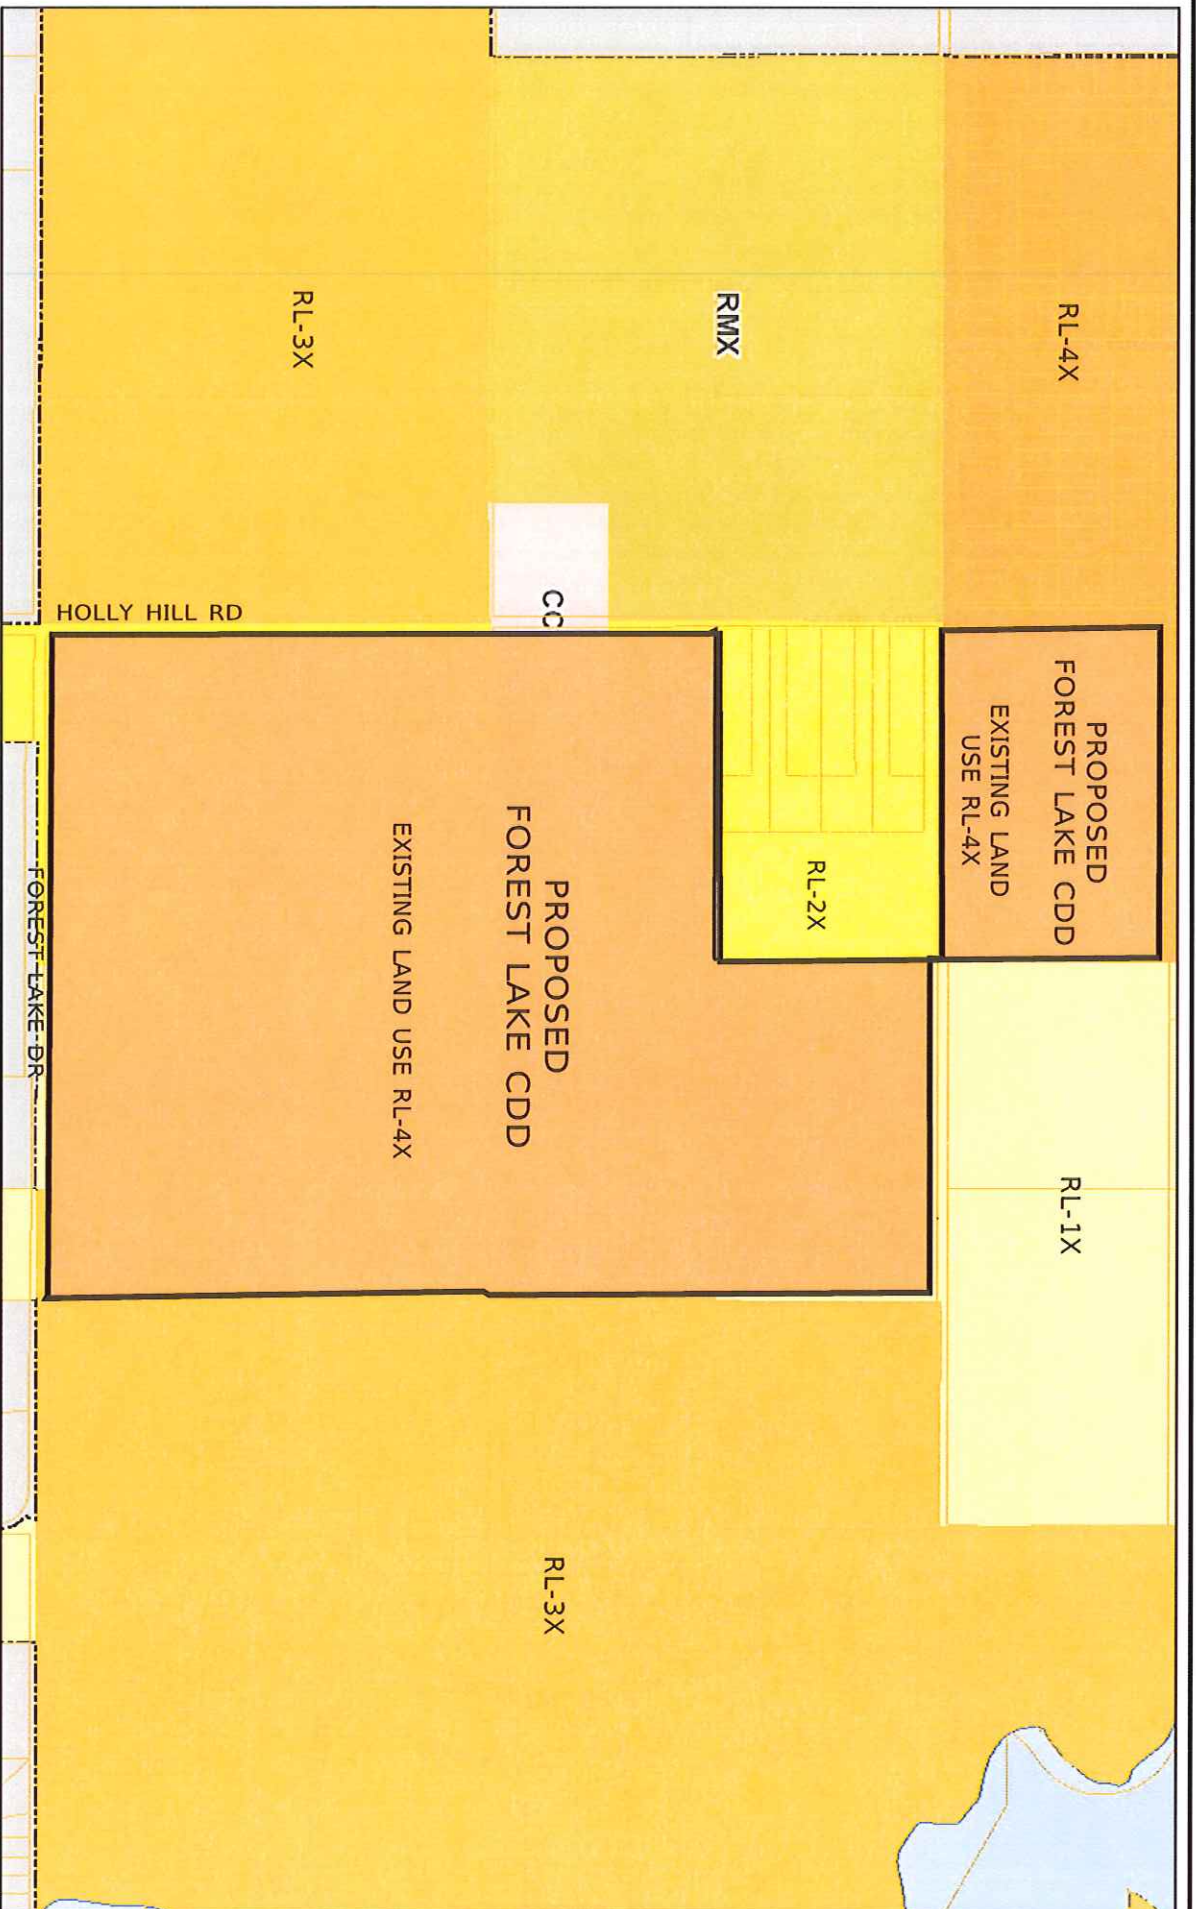 RL-4X
PROPOSED
FOREST LAKE CDD
EXISTING LAND
USE RL-4X
RL-1X
RMX
RL-2X
CC
PROPOSED
FOREST LAKE CDD
EXISTING LAND USE RL-4X
RL-3X
RL-3X
HOLLY HILL RD
FOREST LAKE DR